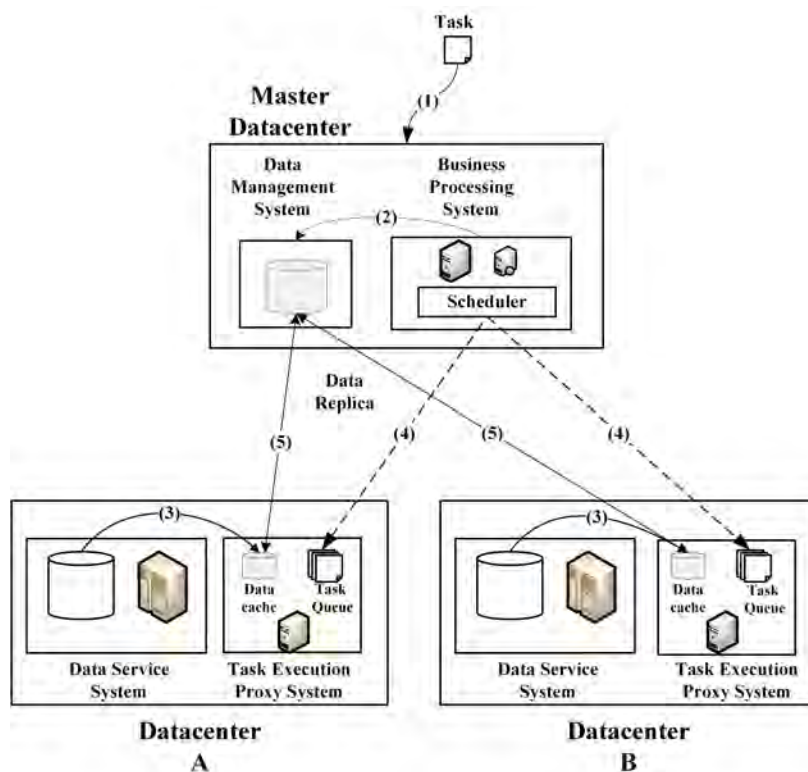 Task
(1)
Master
Datacenter
Data
Management
System
Business
Processing
System
(2)
Scheduler
Data
Replica
(5)
(4)
(5)
(4)
(3)
Data
cache
Task
Queue
Data Service
System
Task Execution
Proxy System
Datacenter
A
(3)
Data
cache
Task
Queue
Data Service
System
Task Execution
Proxy System
Datacenter
B